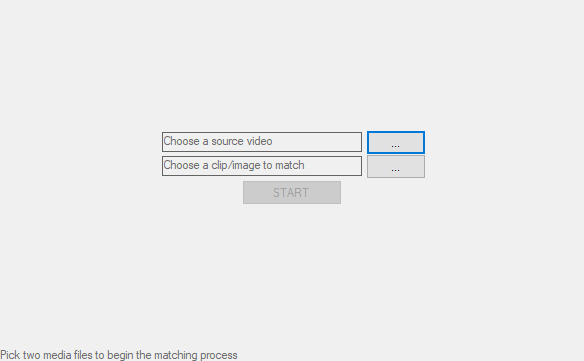 Choose a source video ...
Choose a clip/image to match ...
START
Pick two media files to begin the matching process